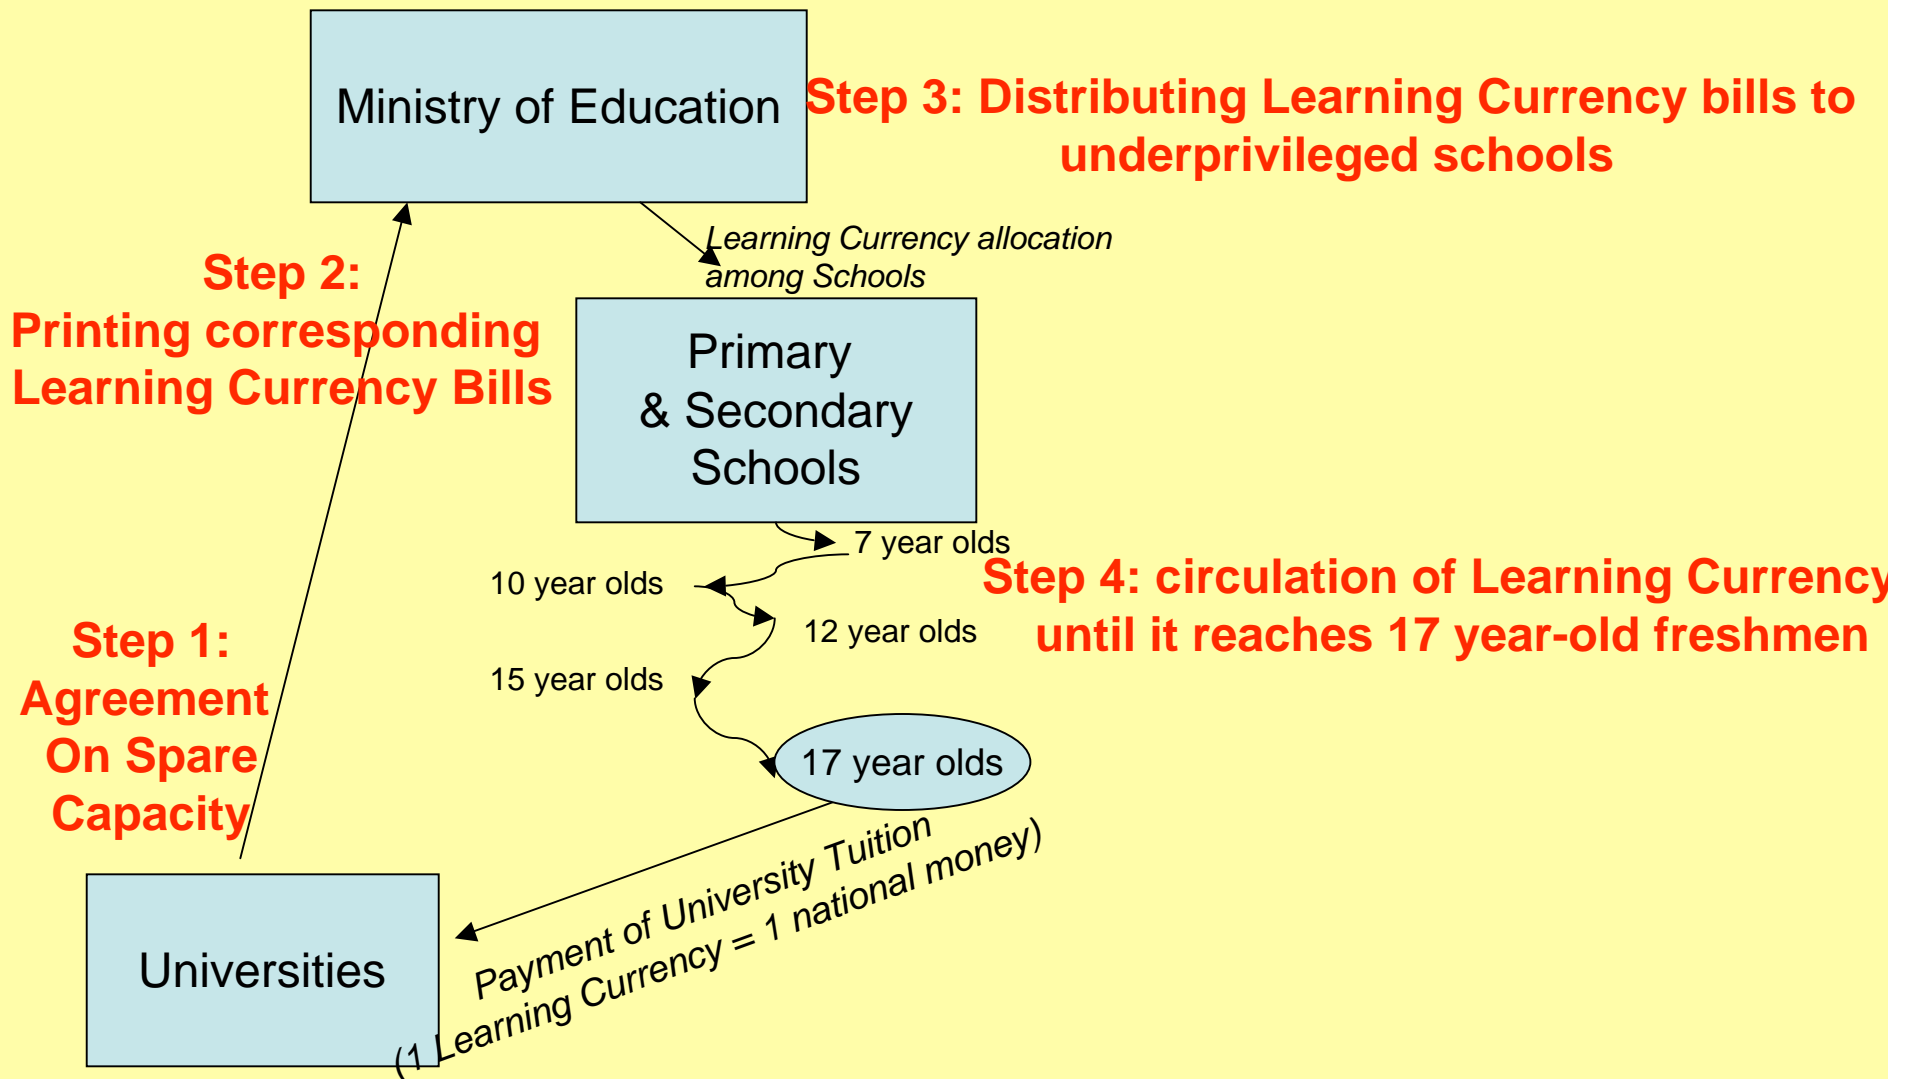 Ministry of Education
Step 3: Distributing Learning Currency bills to
underprivileged schools
Learning Currency allocation
among Schools
Step 2:
Printing corresponding
Learning Currency Bills
Primary
& Secondary
Schools
7 year olds
10 year olds
Step 4: circulation of Learning Currency
until it reaches 17 year-old freshmen
12 year olds
15 year olds
Step 1:
Agreement
On Spare
Capacity
17 year olds
Payment of University Tuition
(1 Learning Currency = 1 national money)
Universities